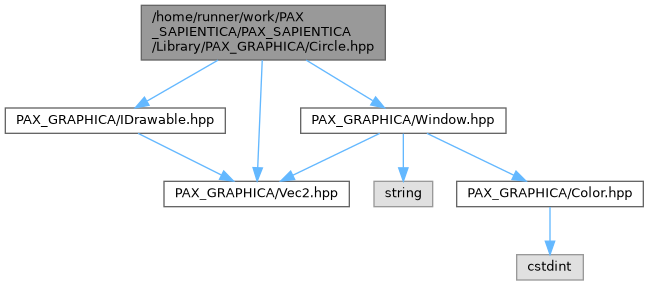 /home/runner/work/PAX
_SAPIENTICA/PAX_SAPIENTICA
/Library/PAX_GRAPHICA/Circle.hpp
PAX_GRAPHICA/IDrawable.hpp
PAX_GRAPHICA/Window.hpp
PAX_GRAPHICA/Vec2.hpp
string
PAX_GRAPHICA/Color.hpp
cstdint